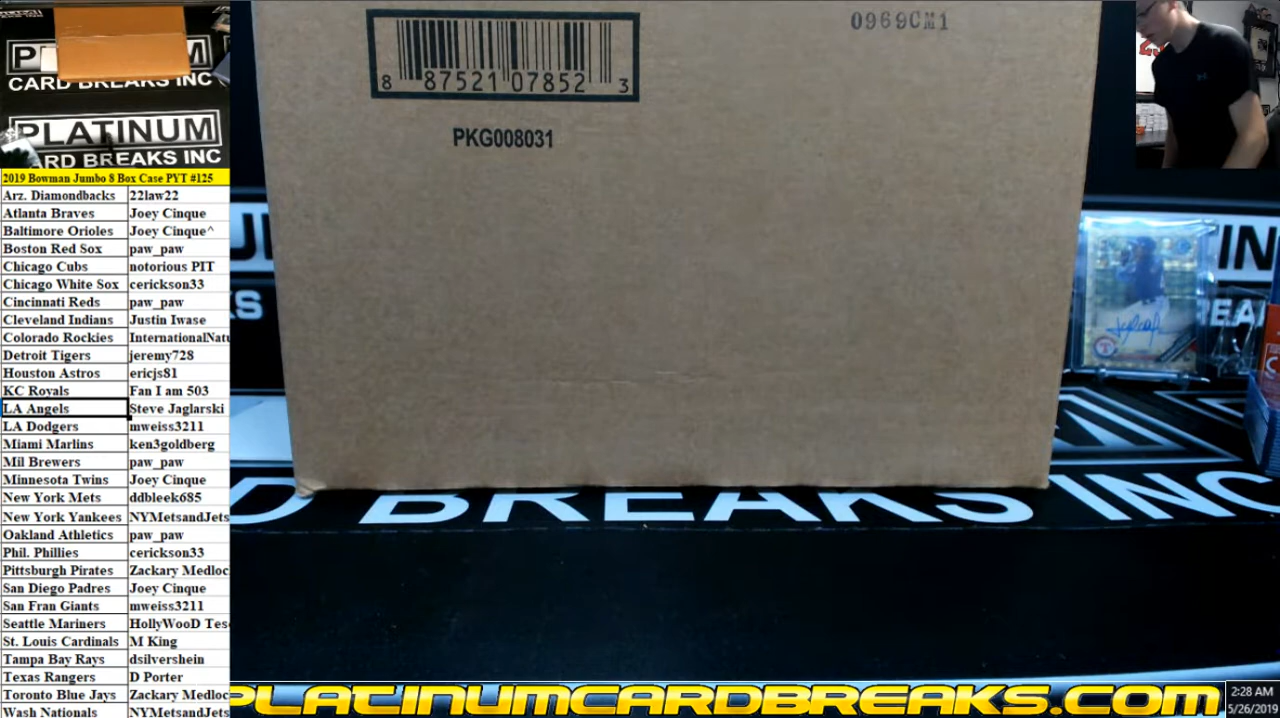 PLATINUM
CARD BREAKS INC
PLATINUM
CARD BREAKS INC
2019 Bowman Jumbo 8 Box Case PYT #125
Arz. Diamondbacks 22law22
Atlanta Braves Joey Cinque
Baltimore Orioles Joey Cinque^
Boston Red Sox paw_paw
Chicago Cubs notorious PIT
Chicago White Sox cerickson33
Cincinnati Reds paw_paw
Cleveland Indians Justin Iwase
Colorado Rockies InternationalNatu
Detroit Tigers jeremy728
Houston Astros ericjs81
KC Royals Fan I am 503
LA Angels Steve Jaglarski
LA Dodgers mweiss3211
Miami Marlins ken3goldberg
Mil Brewers paw_paw
Minnesota Twins Joey Cinque
New York Mets ddbleek685
New York Yankees NYMetsandJets
Oakland Athletics paw_paw
Phil. Phillies cerickson33
Pittsburgh Pirates Zackary Medloc
San Diego Padres Joey Cinque
San Fran Giants mweiss3211
Seattle Mariners HollyWooD Tes
St. Louis Cardinals M King
Tampa Bay Rays dsilvershein
Texas Rangers D Porter
Toronto Blue Jays Zackary Medloc
Wash Nationals NYMetsandJets
8 87521 07852 3
PKG008031
0969CM1
IN
KS
REA
D BREAKS INC
PLATINUMCARDBREAKS.COM
2:28 AM
5/26/2019